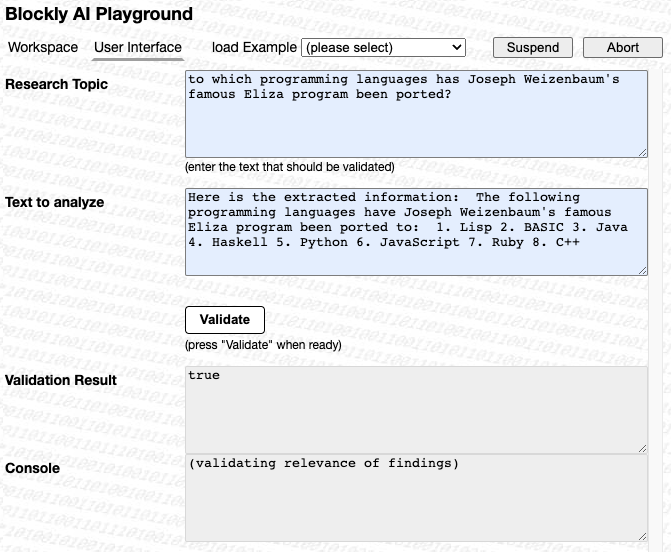 Blockly AI Playground
Workspace User Interface load Example (please select) Suspend Abort
Research Topic
to which programming languages has Joseph Weizenbaum's
famous Eliza program been ported?
(enter the text that should be validated)
Text to analyze
Here is the extracted information:  The following
programming languages have Joseph Weizenbaum's famous
Eliza program been ported to:  1. Lisp 2. BASIC 3. Java
4. Haskell 5. Python 6. JavaScript 7. Ruby 8. C++
Validate
(press "Validate" when ready)
Validation Result
true
Console
(validating relevance of findings)